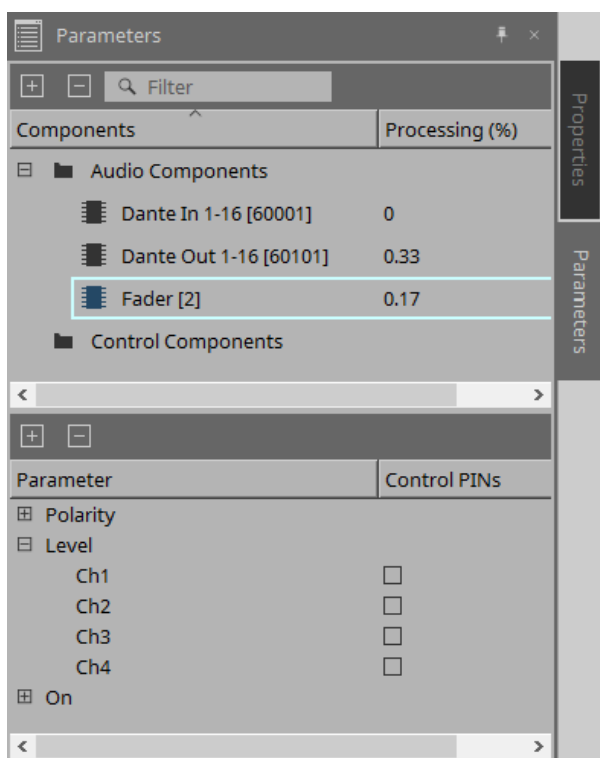 Parameters
Filter
Components Processing (%)
Audio Components
Dante In 1-16 [60001] 0
Dante Out 1-16 [60101] 0.33
Fader [2] 0.17
Control Components
Parameter Control PINs
Polarity
Level
Ch1
Ch2
Ch3
Ch4
On
Properties
Parameters